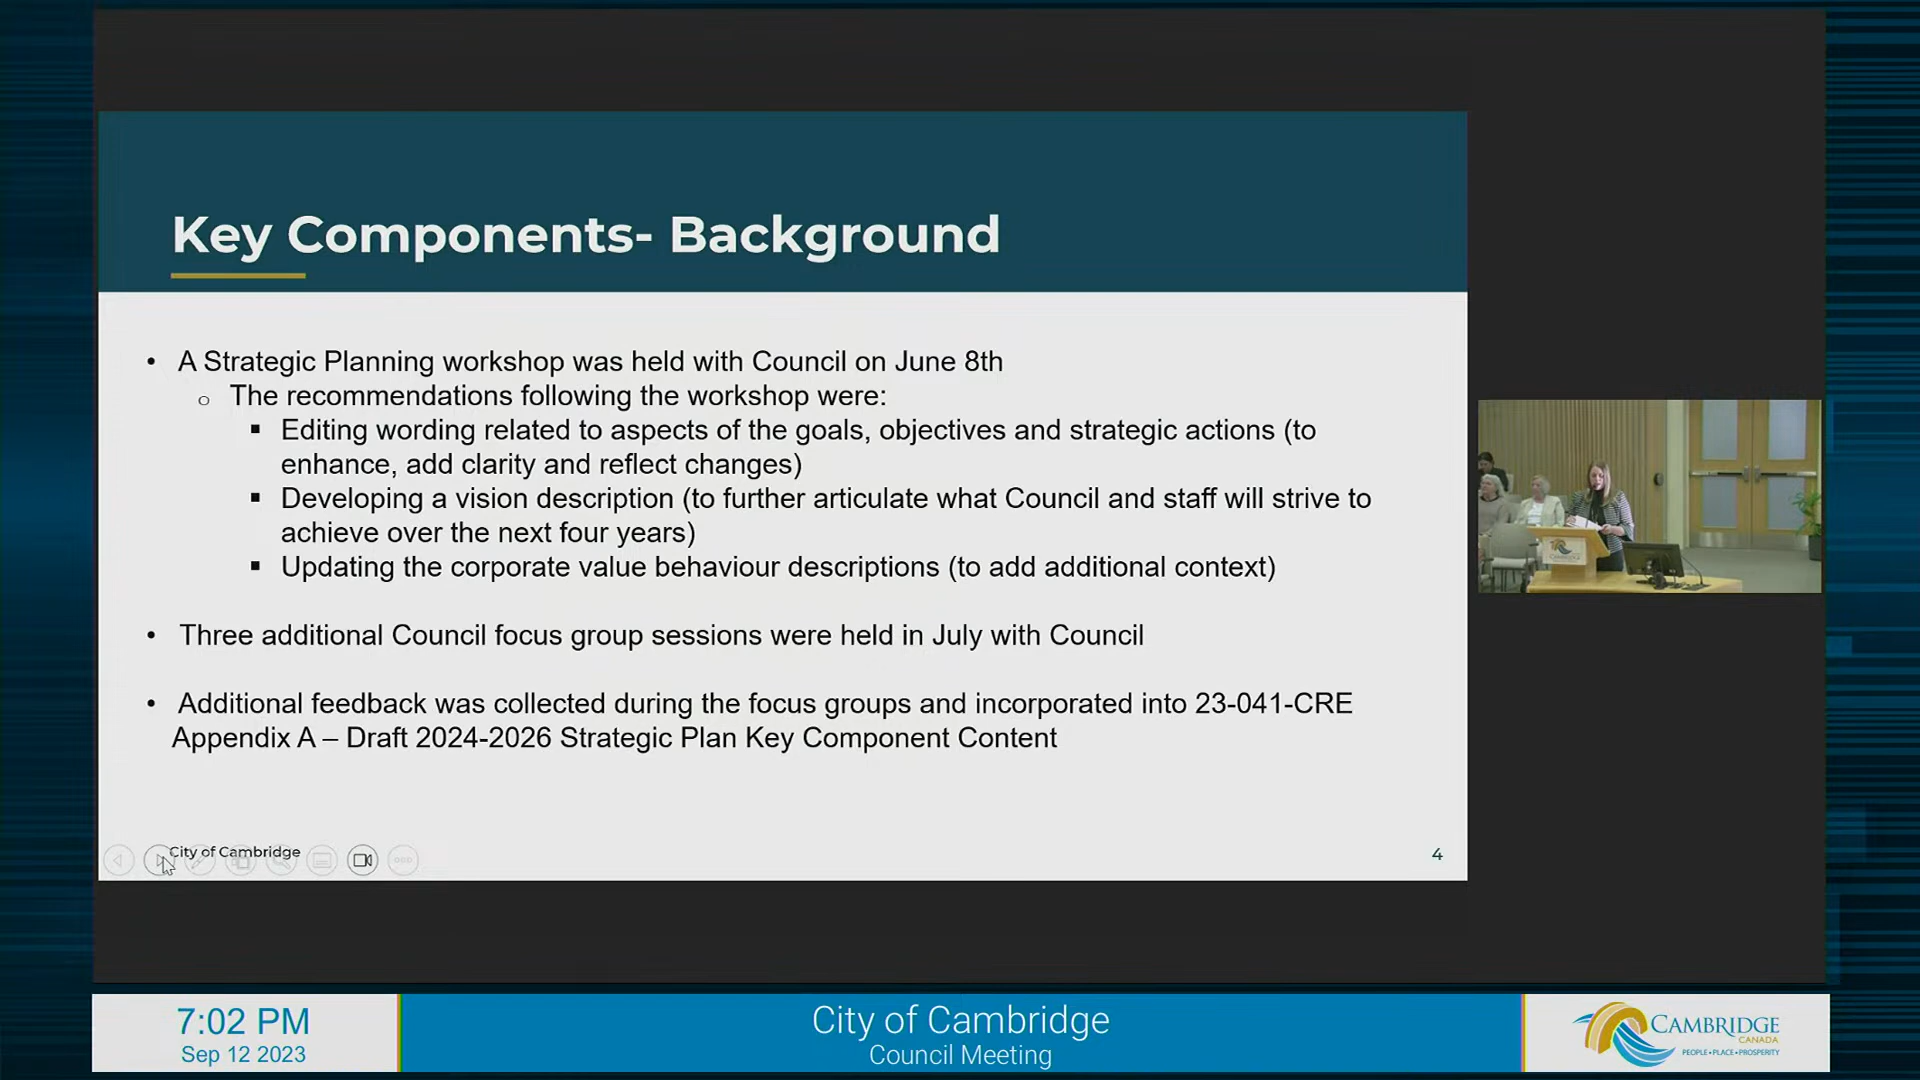 Key Components- Background
• A Strategic Planning workshop was held with Council on June 8th
o The recommendations following the workshop were:
▪ Editing wording related to aspects of the goals, objectives and strategic actions (to
enhance, add clarity and reflect changes)
▪ Developing a vision description (to further articulate what Council and staff will strive to
achieve over the next four years)
▪ Updating the corporate value behaviour descriptions (to add additional context)
• Three additional Council focus group sessions were held in July with Council
• Additional feedback was collected during the focus groups and incorporated into 23-041-CRE
Appendix A – Draft 2024-2026 Strategic Plan Key Component Content
City of Cambridge
4
7:02 PM
Sep 12 2023
City of Cambridge
Council Meeting
CAMBRIDGE
CANADA
PEOPLE • PLACE • PROSPERITY